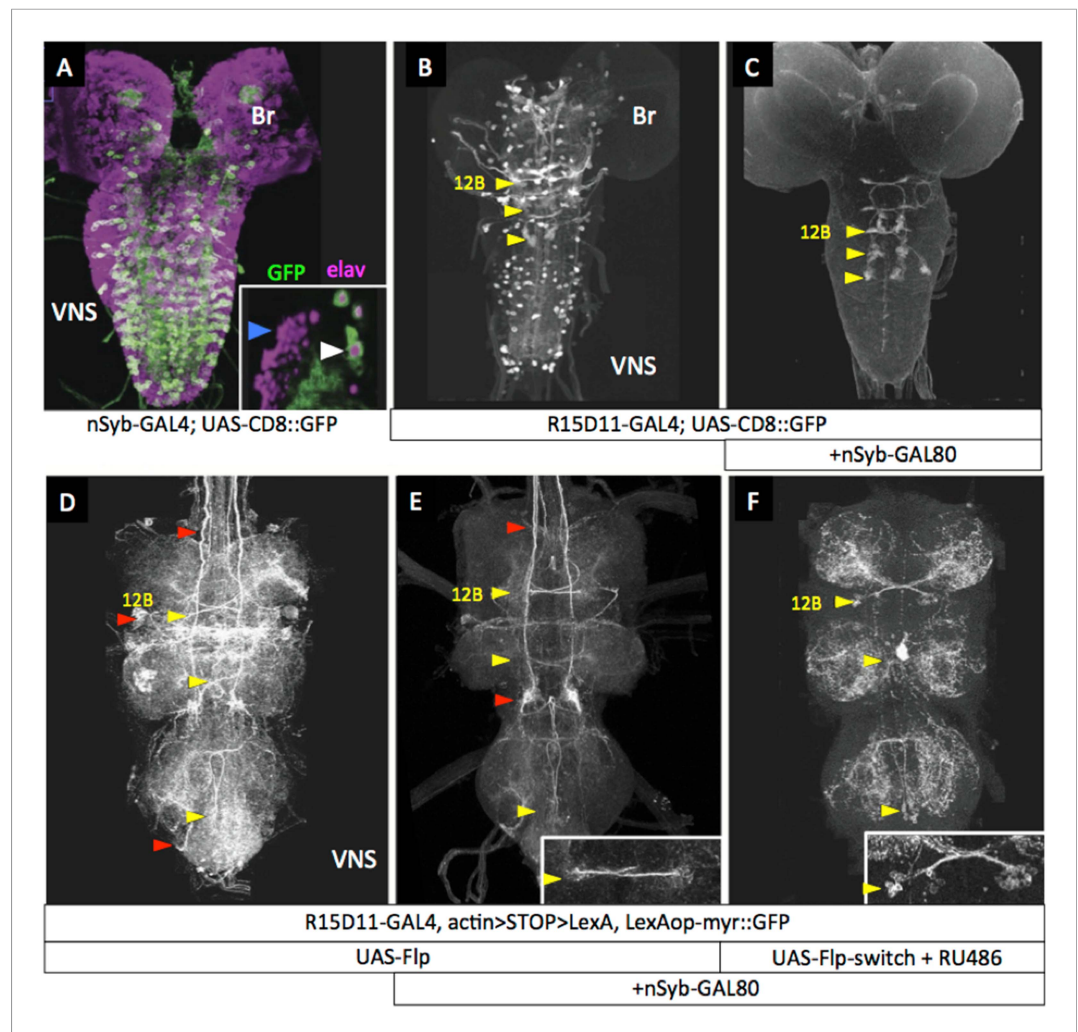 A
Br
VNS
GFP elav
B
12B
VNS
C
12B
nSyb-GAL4; UAS-CD8::GFP
R15D11-GAL4; UAS-CD8::GFP
+nSyb-GAL80
D
12B
VNS
E
12B
F
12B
R15D11-GAL4, actin>STOP>LexA, LexAop-myr::GFP
UAS-Flp
UAS-Flp-switch + RU486
+nSyb-GAL80